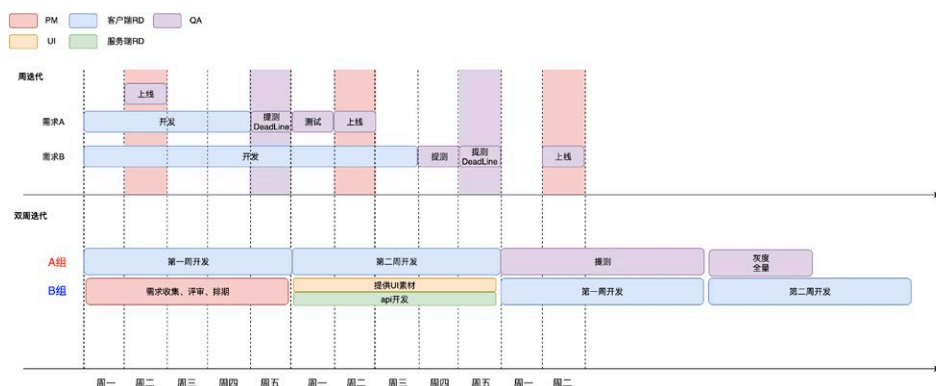 PM 客户端RD QA
UI 服务端RD
周迭代
上线
需求A 开发 提测 DeadLine 测试 上线
需求B 开发 提测 提测 DeadLine 上线
双周迭代
A组 第一周开发 第二周开发 提测 灰度 全量
B组 需求收集、评审、排期 提供UI素材 第一周开发 第二周开发
api开发
周一 周二 周三 周四 周五 周一 周二 周三 周四 周五 周一 周二